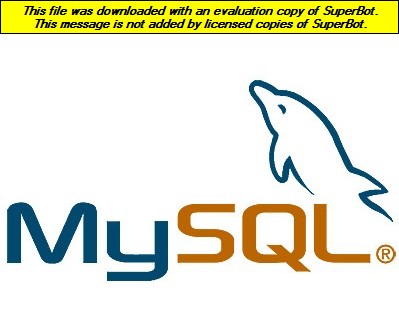 This file was downloaded with an evaluation copy of SuperBot.
This message is not added by licensed copies of SuperBot.
MySQL®